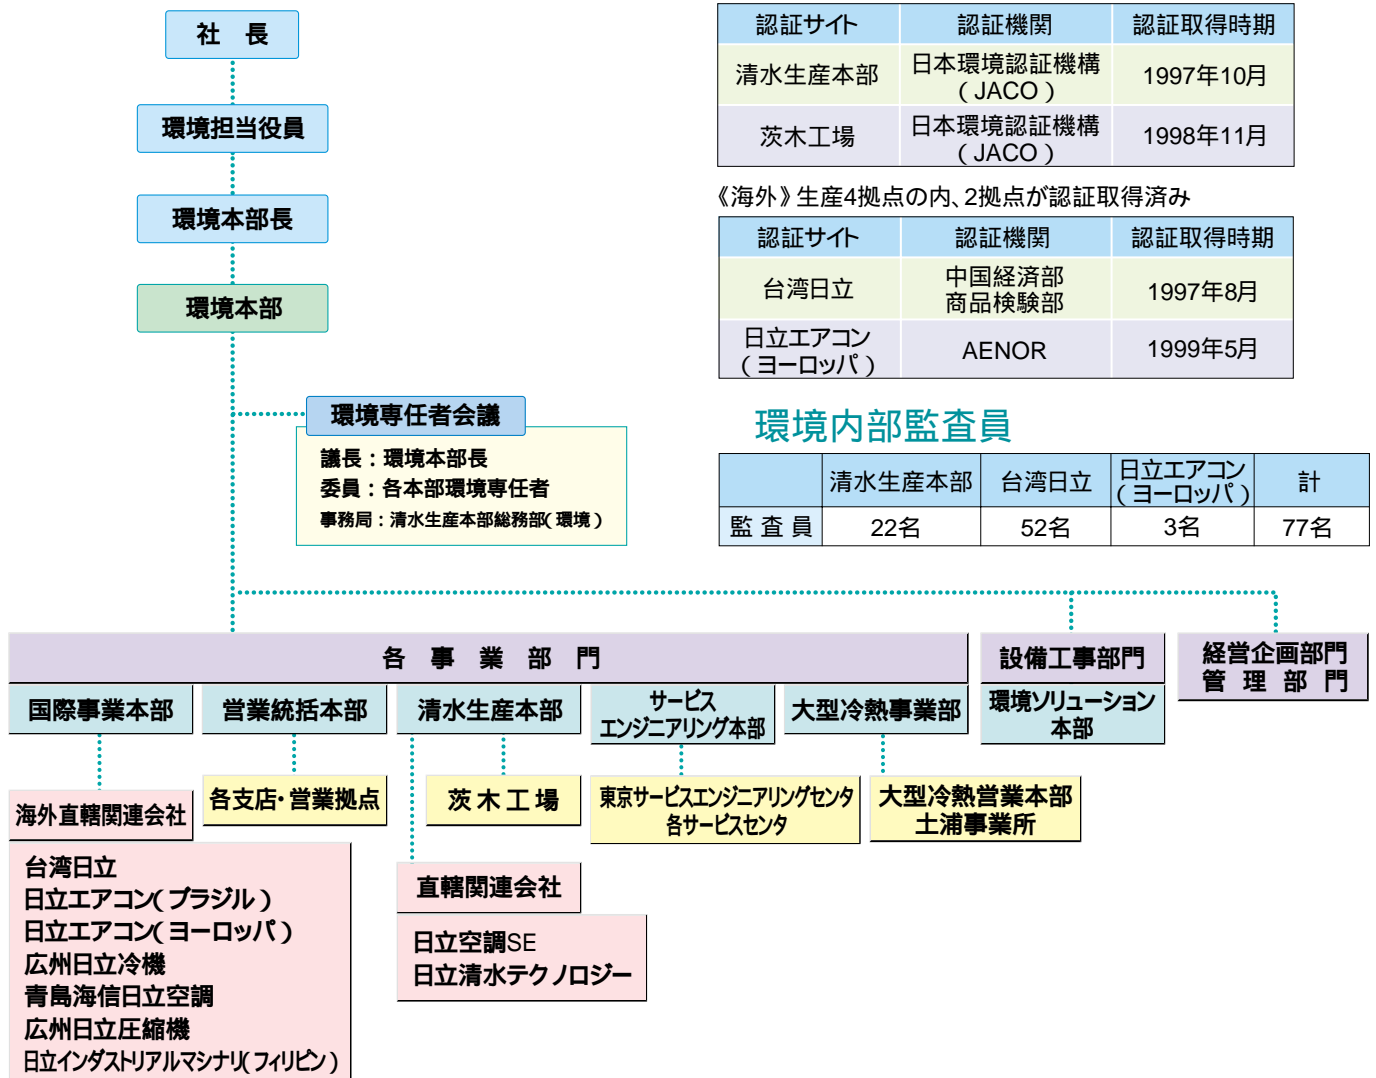 社 長
環境担当役員
環境本部長
環境本部
環境専任者会議
議長：環境本部長
委員：各本部環境専任者
事務局：清水生産本部総務部(環境)
認証サイト 認証機関 認証取得時期
清水生産本部 日本環境認証機構 1997年10月
(JACO)
茨木工場 日本環境認証機構 1998年11月
(JACO)
《海外》生産4拠点の内、2拠点が認証取得済み
認証サイト 認証機関 認証取得時期
台湾日立 中国経済部 1997年8月
商品検験部
日立エアコン AENOR 1999年5月
(ヨーロッパ)
環境内部監査員
清水生産本部 台湾日立 日立エアコン 計
(ヨーロッパ)
監査員 22名 52名 3名 77名
各事業部門
国際事業本部
海外直轄関連会社
台湾日立
日立エアコン(ブラジル)
日立エアコン(ヨーロッパ)
広州日立冷機
青島海信日立空調
広州日立圧縮機
日立インダストリアルマシナリ(フィリピン)
営業統括本部
各支店・営業拠点
清水生産本部
茨木工場
直轄関連会社
日立空調SE
日立清水テクノロジー
サービス
エンジニアリング本部
東京サービスエンジニアリングセンタ
各サービスセンタ
大型冷熱事業部
大型冷熱営業本部
土浦事業所
設備工事部門
環境ソリューション
本部
経営企画部門
管理部門